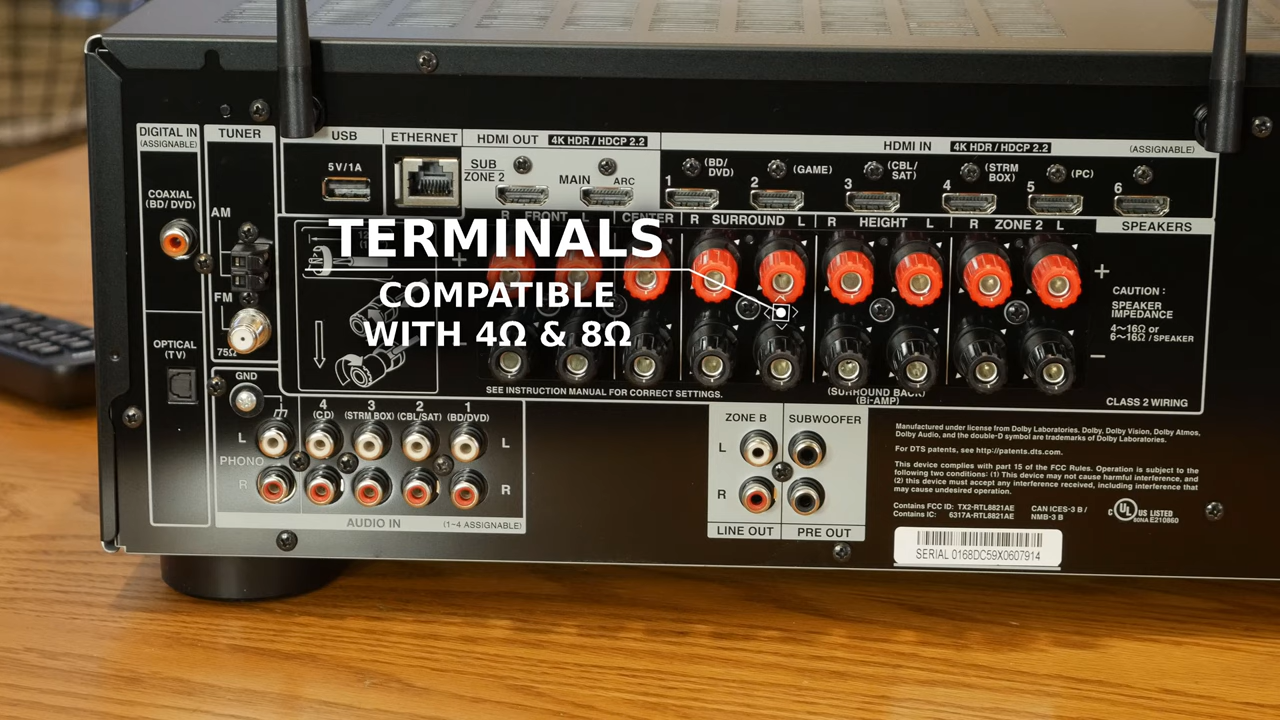 DIGITAL IN
(ASSIGNABLE)
COAXIAL
(BD/ DVD)
OPTICAL
(TV)
TUNER
AM
FM
75Ω
USB
5V/1A
ETHERNET
HDMI OUT 4K HDR / HDCP 2.2
SUB
ZONE 2
MAIN ARC
HDMI IN 4K HDR / HDCP 2.2 (ASSIGNABLE)
1 (BD/ DVD)
2 (GAME)
3 (CBL/ SAT)
4 (STRM BOX)
5 (PC)
6
R FRONT L
CENTER
R SURROUND L
R HEIGHT L
R ZONE 2 L
SPEAKERS
TERMINALS
COMPATIBLE
WITH 4Ω & 8Ω
+
−
CAUTION :
SPEAKER
IMPEDANCE
4～16Ω or
6～16Ω / SPEAKER
CLASS 2 WIRING
SEE INSTRUCTION MANUAL FOR CORRECT SETTINGS.
(SURROUND BACK/
(Bi-AMP)
GND
L
PHONO
R
4
(CD)
3
(STRM BOX)
2
(CBL/SAT)
1
(BD/DVD)
L
R
AUDIO IN (1~4 ASSIGNABLE)
ZONE B
L
R
LINE OUT
SUBWOOFER
PRE OUT
Manufactured under license from Dolby Laboratories. Dolby, Dolby Vision, Dolby Atmos,
Dolby Audio, and the double-D symbol are trademarks of Dolby Laboratories.
For DTS patents, see http://patents.dts.com.
This device complies with part 15 of the FCC Rules. Operation is subject to the
following two conditions: (1) This device may not cause harmful interference, and
(2) this device must accept any interference received, including interference that
may cause undesired operation.
Contains FCC ID: TX2-RTL8821AE
Contains IC: 6317A-RTL8821AE
CAN ICES-3 B /
NMB-3 B
C UL US LISTED
80NA E210860
SERIAL 0168DC59X0607914